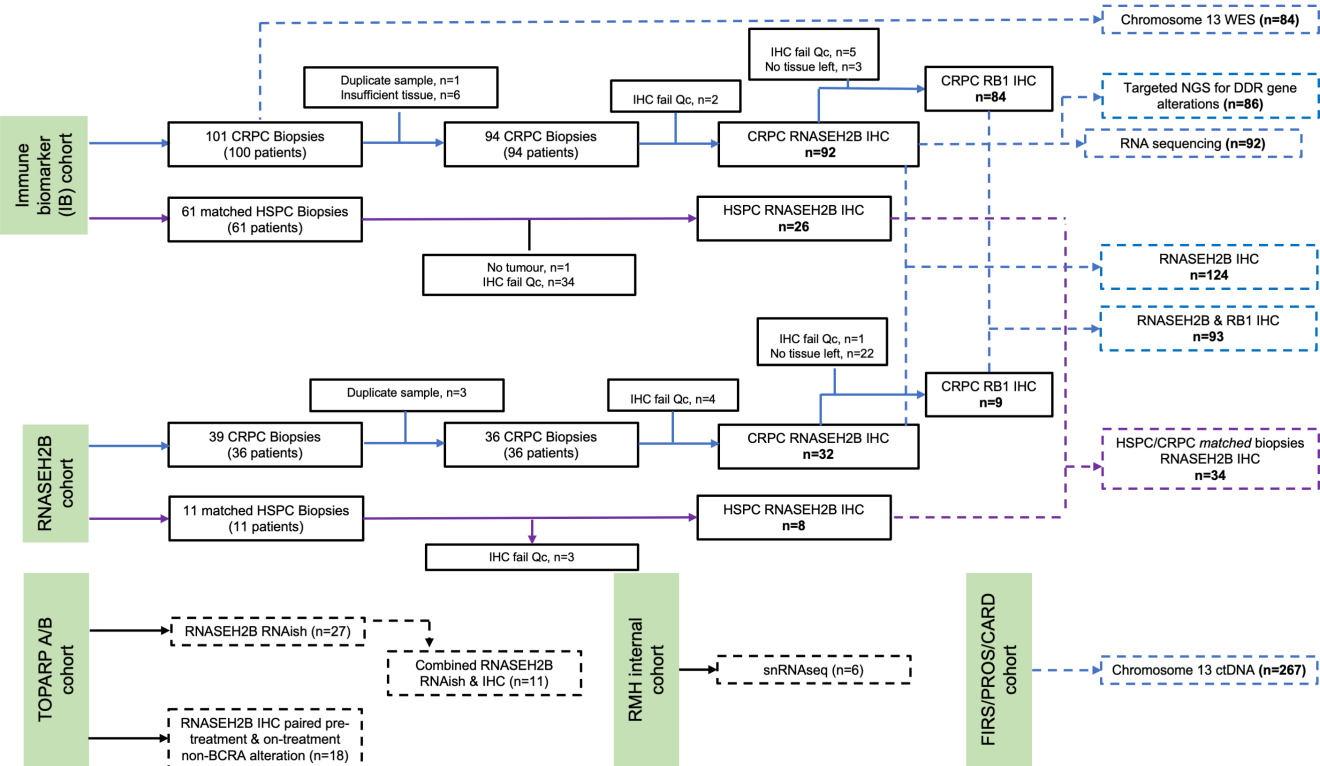 Chromosome 13 WES (n=84)
Immune
biomarker
(IB) cohort
101 CRPC Biopsies
(100 patients)
Duplicate sample, n=1
Insufficient tissue, n=6
94 CRPC Biopsies
(94 patients)
IHC fail Qc, n=2
CRPC RNASEH2B IHC
n=92
IHC fail Qc, n=5
No tissue left, n=3
CRPC RB1 IHC
n=84
Targeted NGS for DDR gene
alterations (n=86)
RNA sequencing (n=92)
61 matched HSPC Biopsies
(61 patients)
No tumour, n=1
IHC fail Qc, n=34
HSPC RNASEH2B IHC
n=26
RNASEH2B IHC
n=124
RNASEH2B & RB1 IHC
n=93
RNASEH2B
cohort
39 CRPC Biopsies
(36 patients)
Duplicate sample, n=3
36 CRPC Biopsies
(36 patients)
IHC fail Qc, n=4
CRPC RNASEH2B IHC
n=32
IHC fail Qc, n=1
No tissue left, n=22
CRPC RB1 IHC
n=9
HSPC/CRPC matched biopsies
RNASEH2B IHC
n=34
11 matched HSPC Biopsies
(11 patients)
IHC fail Qc, n=3
HSPC RNASEH2B IHC
n=8
TOPARP A/B
cohort
RNASEH2B RNAish (n=27)
Combined RNASEH2B
RNAish & IHC (n=11)
RNASEH2B IHC paired pre-
treatment & on-treatment
non-BCRA alteration (n=18)
RMH internal
cohort
snRNAseq (n=6)
FIRS/PROS/CARD
cohort
Chromosome 13 ctDNA (n=267)